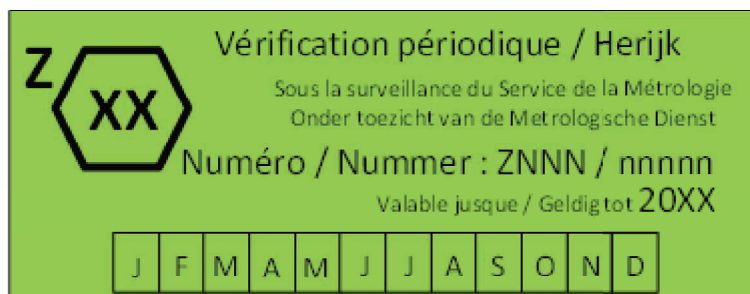 Z
XX
Vérification périodique / Herijk
Sous la surveillance du Service de la Métrologie
Onder toezicht van de Metrologische Dienst
Numéro / Nummer : ZNNN / nnnnn
Valable jusque / Geldig tot 20XX
J F M A M J J A S O N D